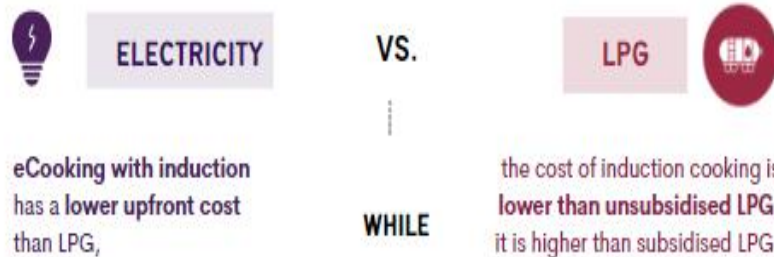 ELECTRICITY
VS.
LPG
eCooking with induction
has a lower upfront cost
than LPG,
WHILE
the cost of induction cooking is
lower than unsubsidised LPG
it is higher than subsidised LPG